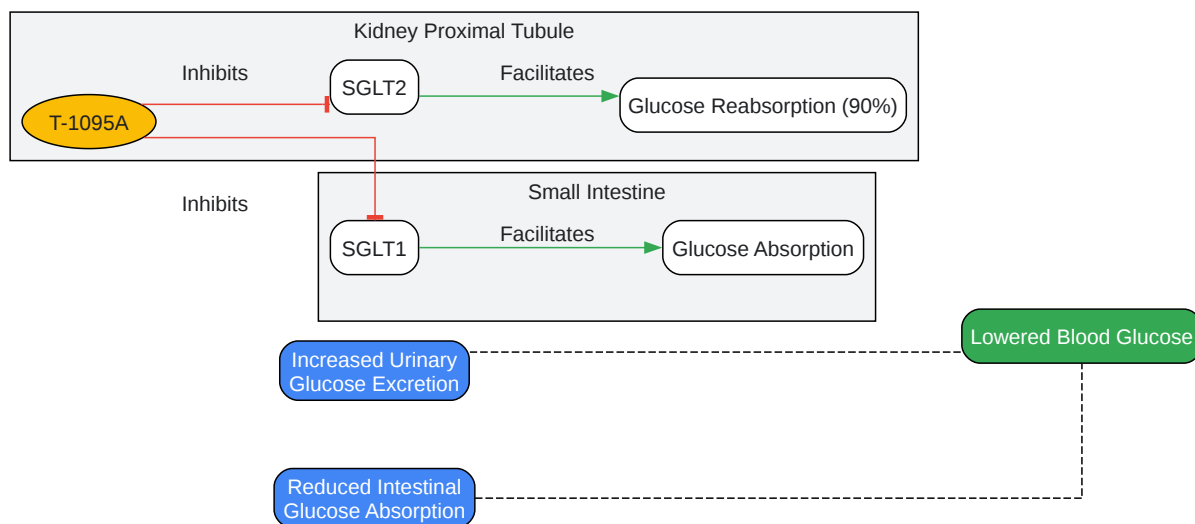 Kidney Proximal Tubule
Inhibits
SGLT2
Facilitates
Glucose Reabsorption (90%)
T-1095A
Inhibits
Small Intestine
SGLT1
Facilitates
Glucose Absorption
Increased Urinary
Glucose Excretion
Lowered Blood Glucose
Reduced Intestinal
Glucose Absorption